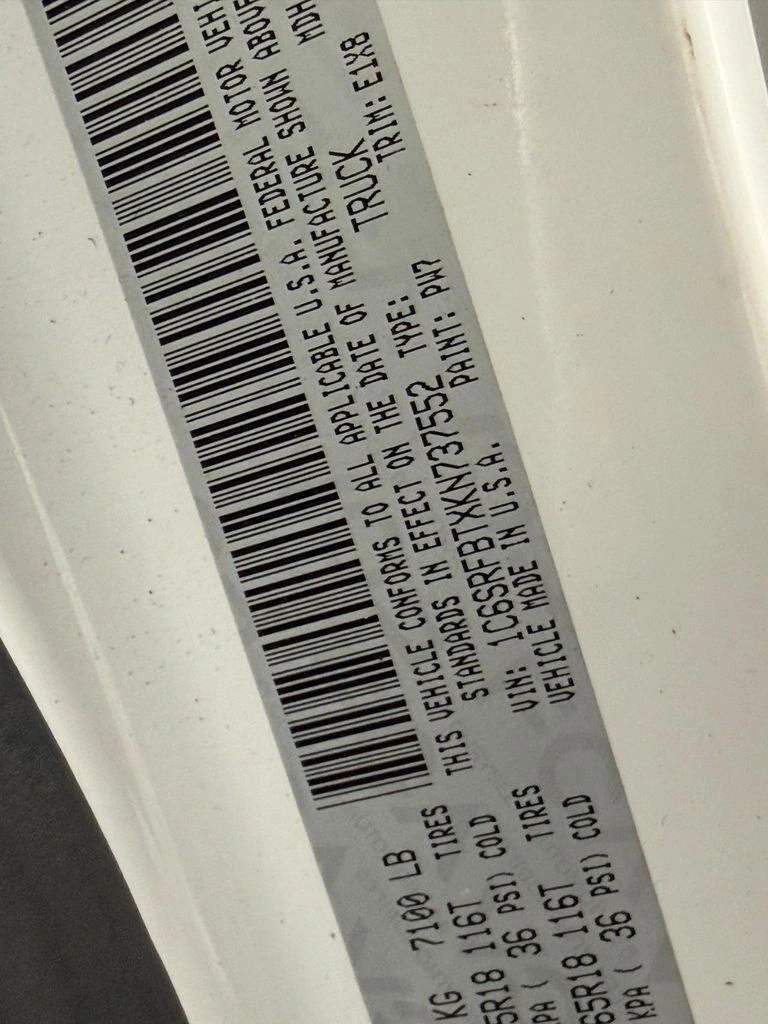 KG 7100 LB
5R18 116T TIRES
KPA ( 36 PSI) COLD
65R18 116T TIRES
KPA ( 36 PSI) COLD
THIS VEHICLE CONFORMS TO ALL APPLICABLE U.S.A. FEDERAL MOTOR VEHI
STANDARDS IN EFFECT ON THE DATE OF MANUFACTURE SHOWN ABOVE
VIN: 1C6SRFBTXKN737552 TYPE: TRUCK MDH
VEHICLE MADE IN U.S.A. PAINT: PW7 TRIM: E1X8